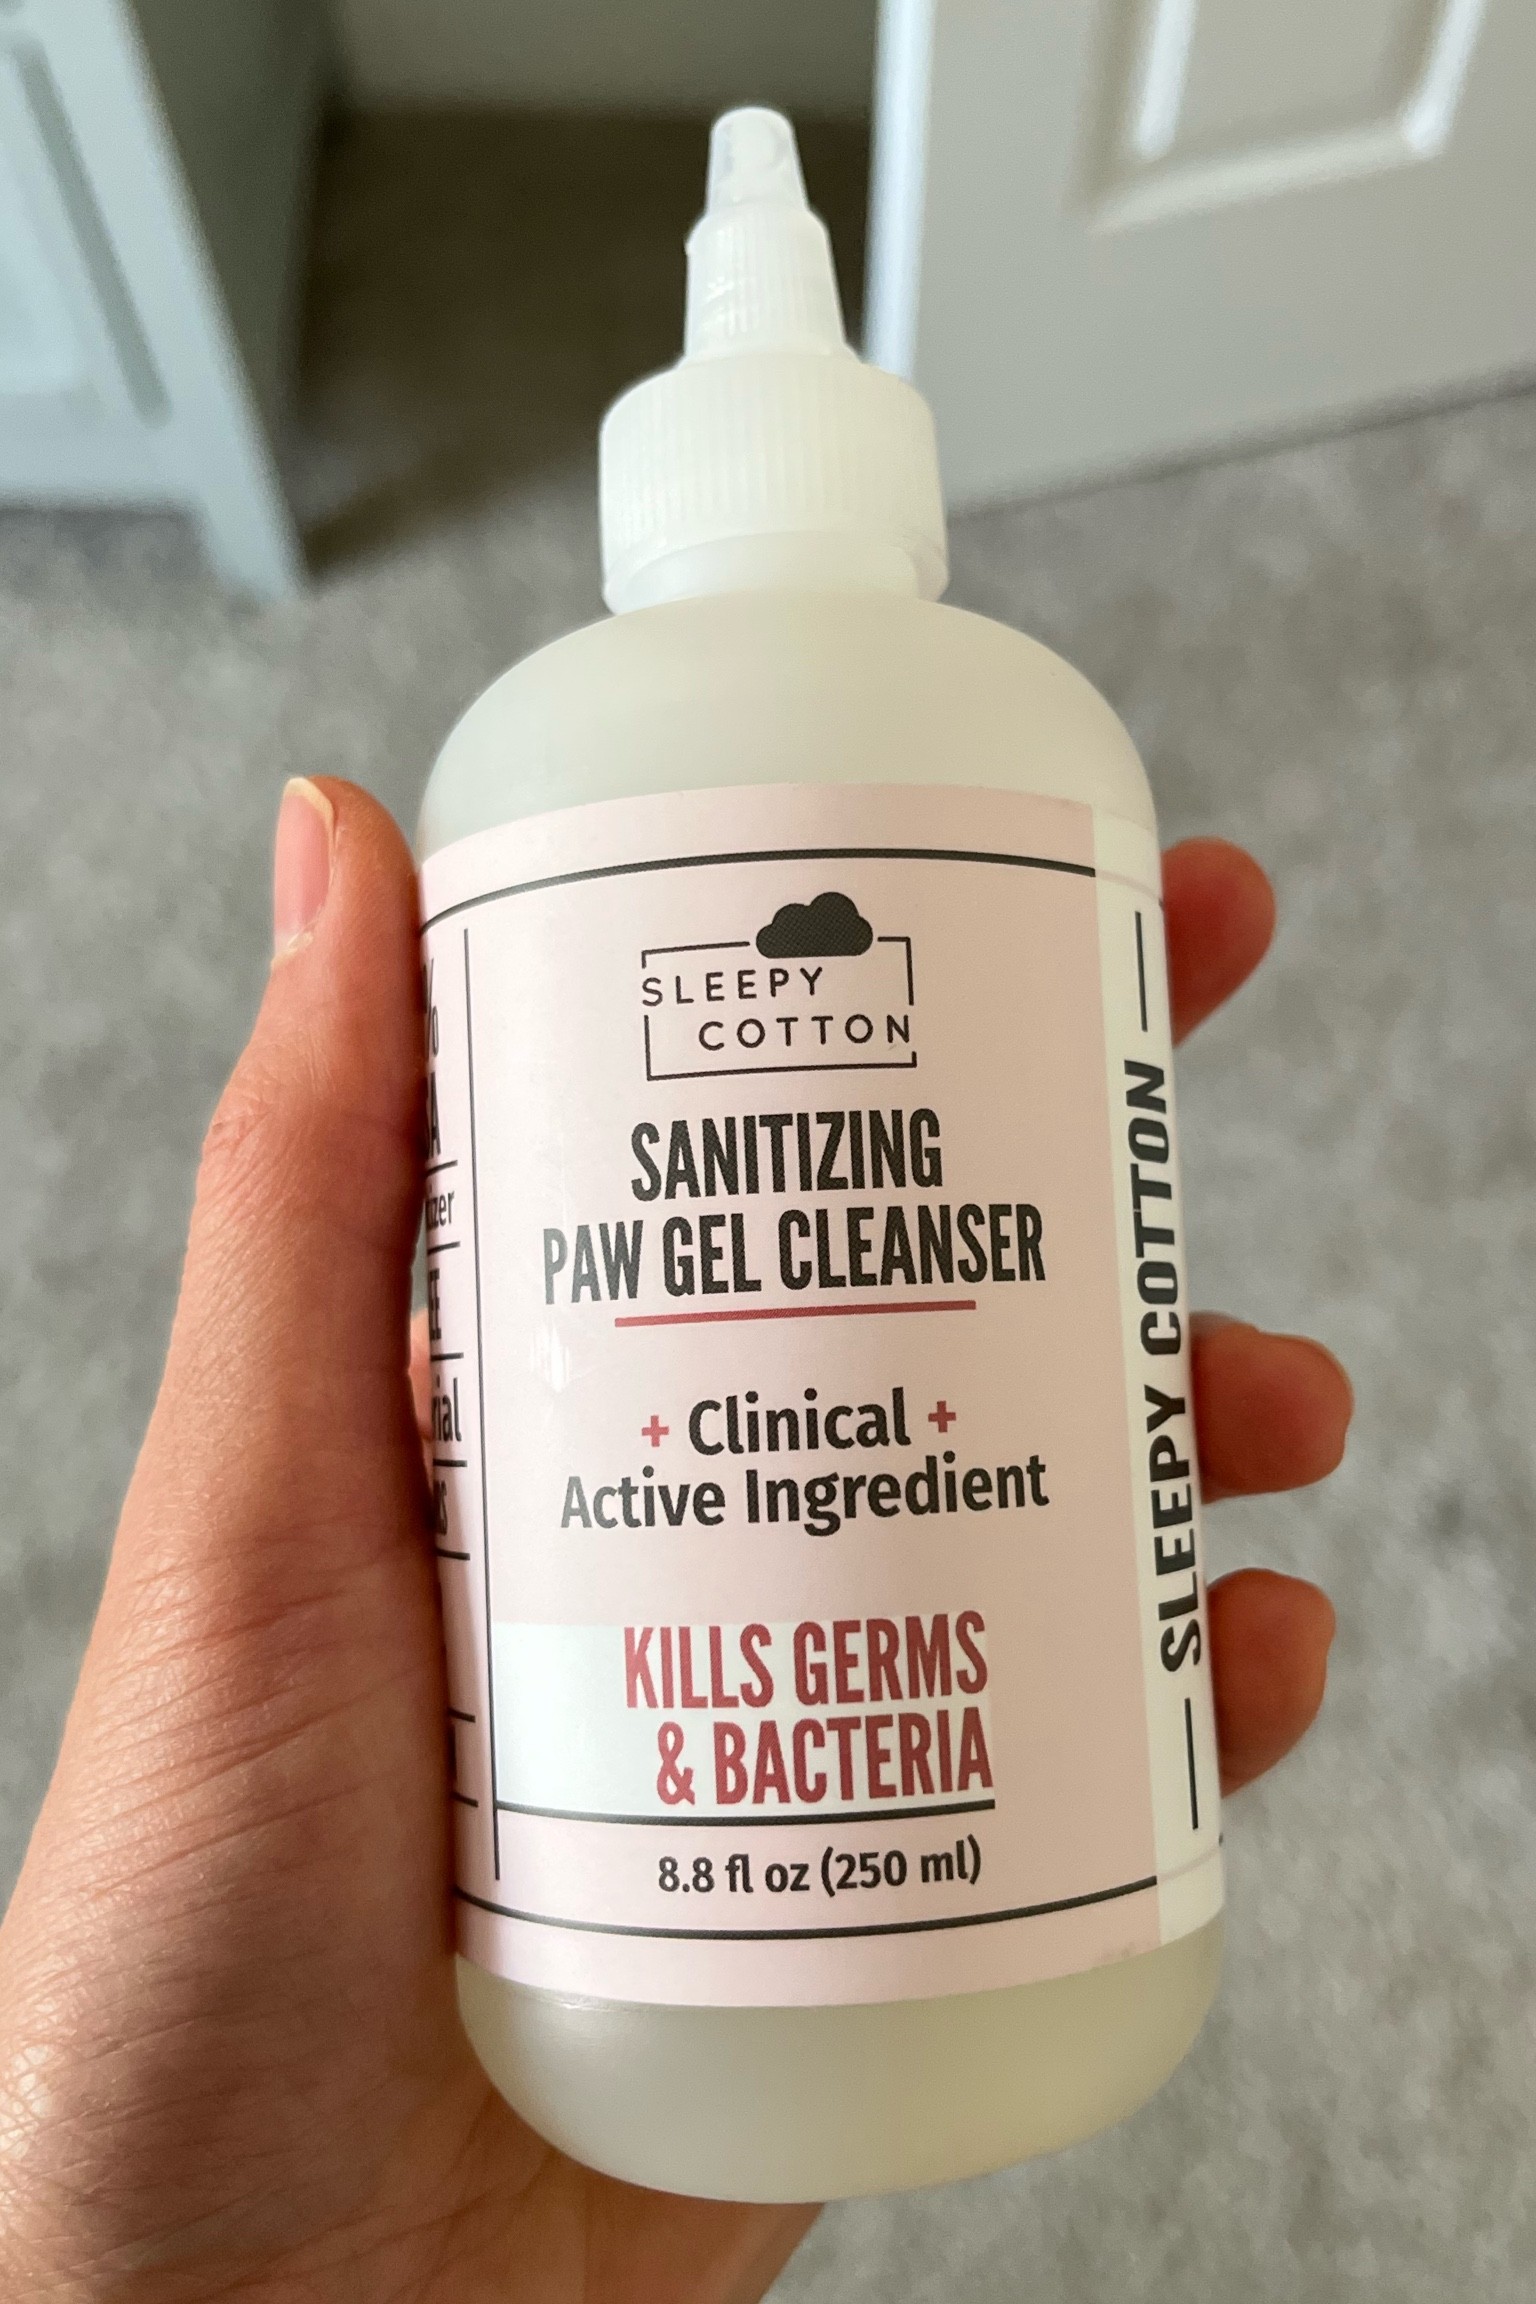 SLEEPY
COTTON
SANITIZING
PAW GEL CLEANSER
+ Clinical +
Active Ingredient
KILLS GERMS
& BACTERIA
8.8 fl oz (250 ml)
SLEEPY COTTON